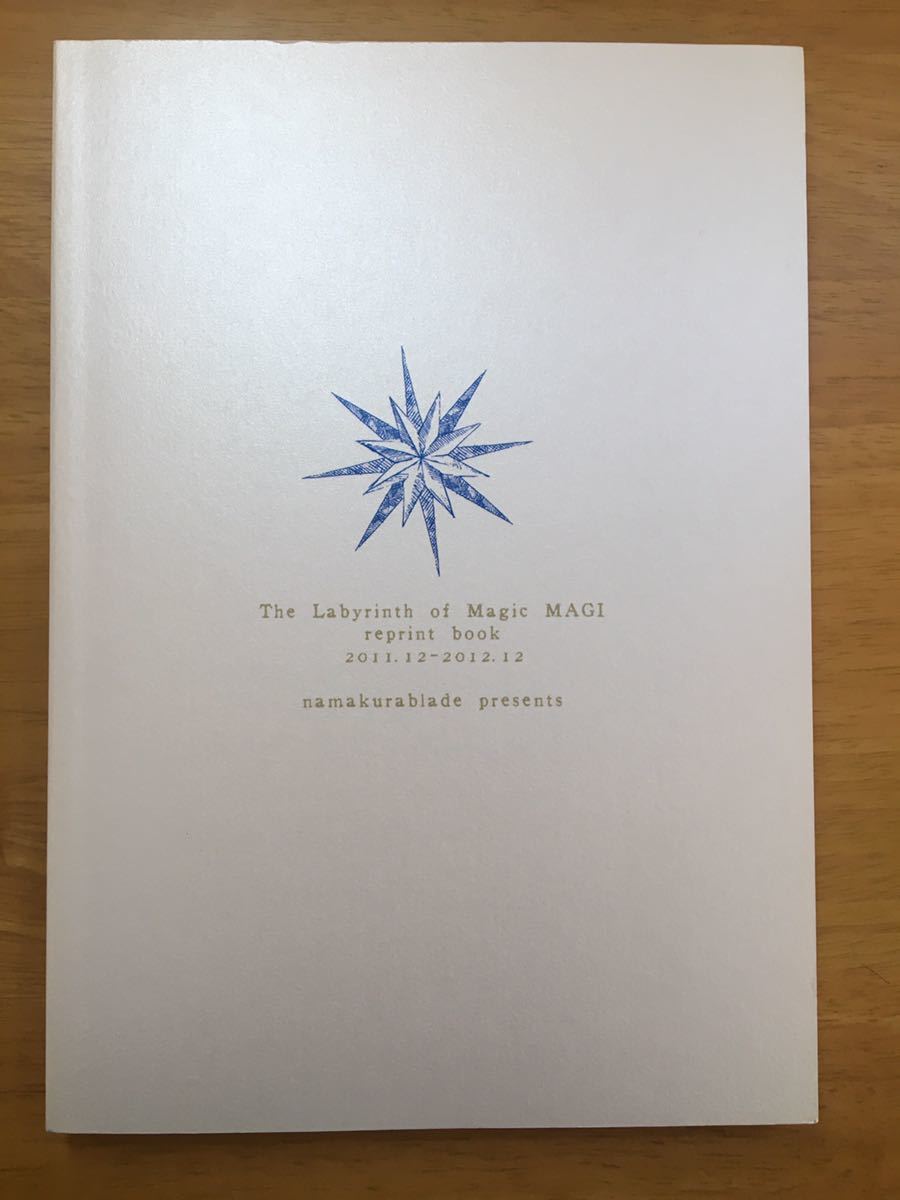 The Labyrinth of Magic MAGI
reprint book
2011.12-2012.12
namakurablade presents